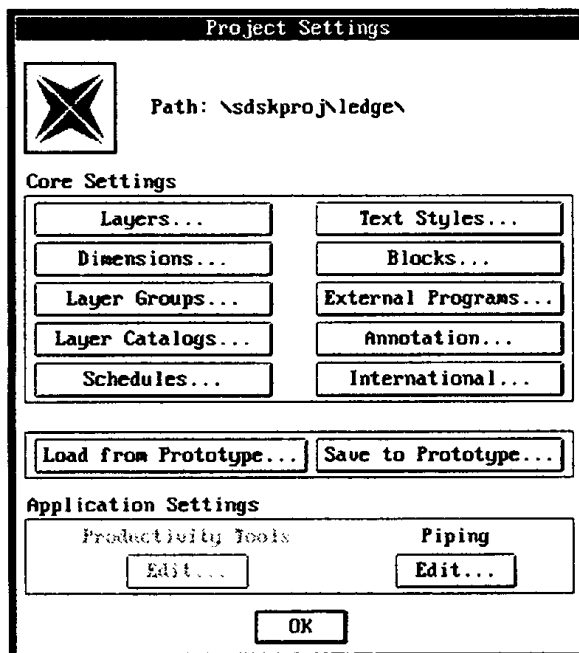 Project Settings
Path: \sdskproj\ledge\
Core Settings
Layers... Text Styles...
Dimensions... Blocks...
Layer Groups... External Programs...
Layer Catalogs... Annotation...
Schedules... International...
Load from Prototype... Save to Prototype...
Application Settings
Productivity Tools Piping
Edit... Edit...
OK